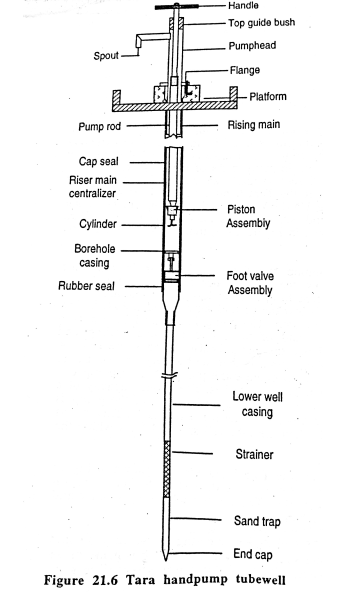 Handle
Top guide bush
Spout
Pumphead
Flange
Platform
Pump rod
Rising main
Cap seal
Riser main
centralizer
Piston
Assembly
Cylinder
Borehole
casing
Foot valve
Assembly
Rubber seal
Lower well
casing
Strainer
Sand trap
End cap
Figure 21.6 Tara handpump tubewell